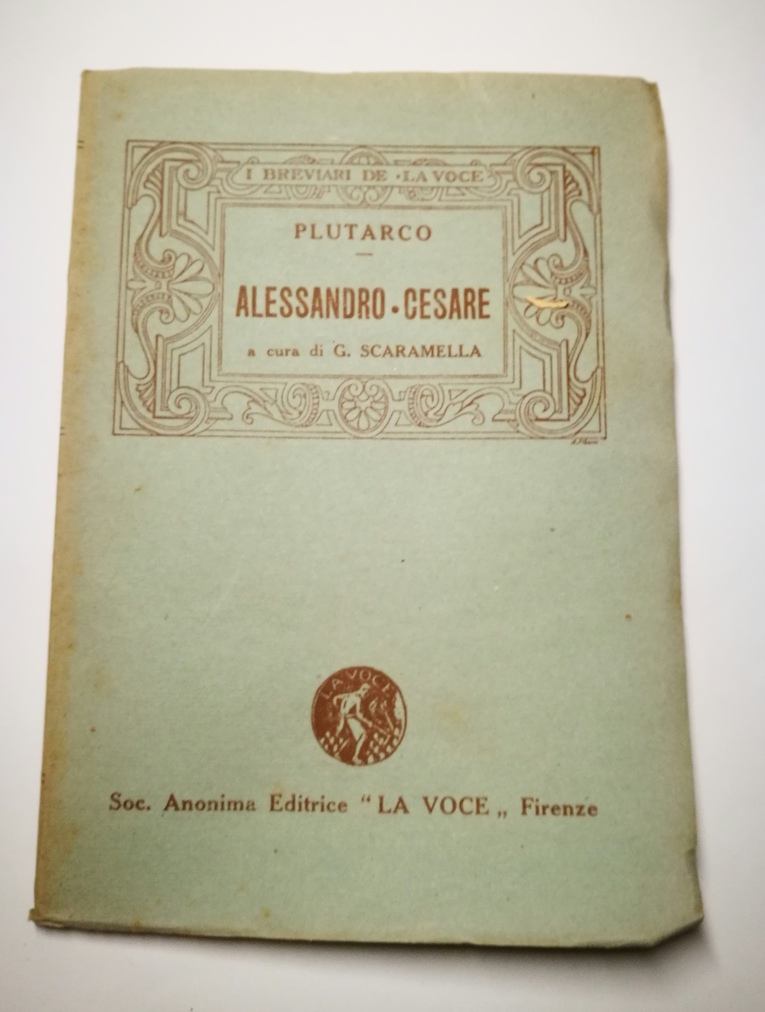 I BREVIARI DE "LA VOCE"
PLUTARCO
ALESSANDRO • CESARE
a cura di G. SCARAMELLA
LA VOCE
Soc. Anonima Editrice “ LA VOCE „ Firenze